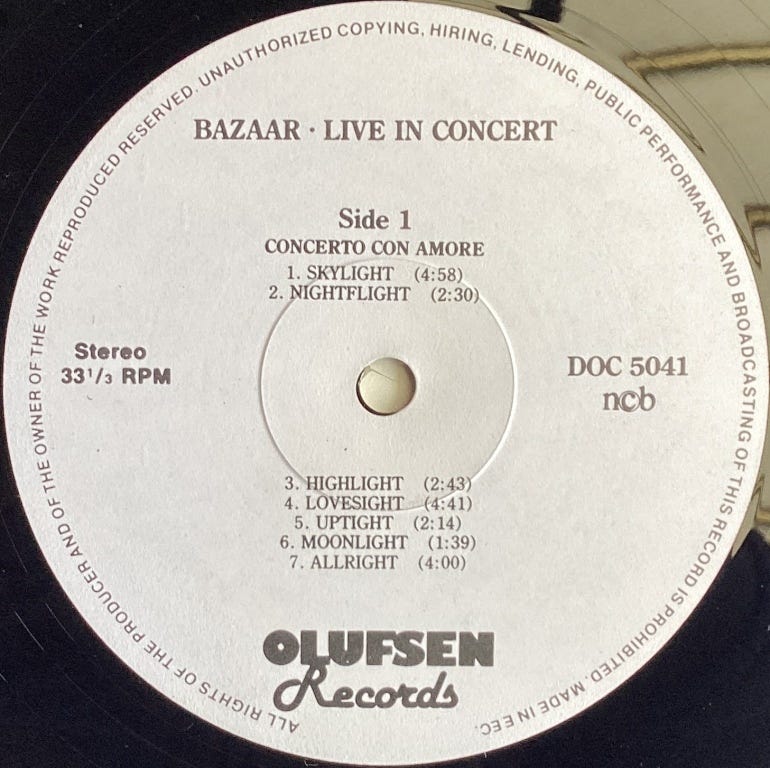 ALL RIGHTS OF THE PRODUCER AND OF THE OWNER OF THE WORK REPRODUCED RESERVED. UNAUTHORIZED COPYING, HIRING, LENDING, PUBLIC PERFORMANCE AND BROADCASTING OF THIS RECORD IS PROHIBITED. MADE IN EEC.
BAZAAR · LIVE IN CONCERT
Side 1
CONCERTO CON AMORE
1. SKYLIGHT (4:58)
2. NIGHTFLIGHT (2:30)
Stereo
33 1/3 RPM
DOC 5041
ncb
3. HIGHLIGHT (2:43)
4. LOVESIGHT (4:41)
5. UPTIGHT (2:14)
6. MOONLIGHT (1:39)
7. ALLRIGHT (4:00)
OLUFSEN
Records